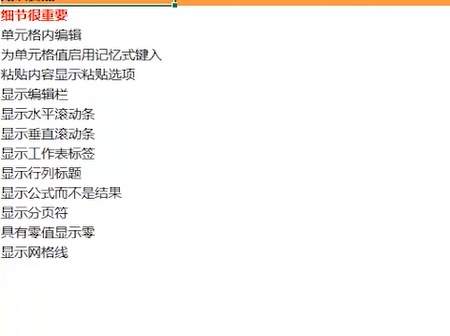 细节很重要
单元格内编辑
为单元格值启用记忆式键入
粘贴内容显示粘贴选项
显示编辑栏
显示水平滚动条
显示垂直滚动条
显示工作表标签
显示行列标题
显示公式而不是结果
显示分页符
具有零值显示零
显示网格线